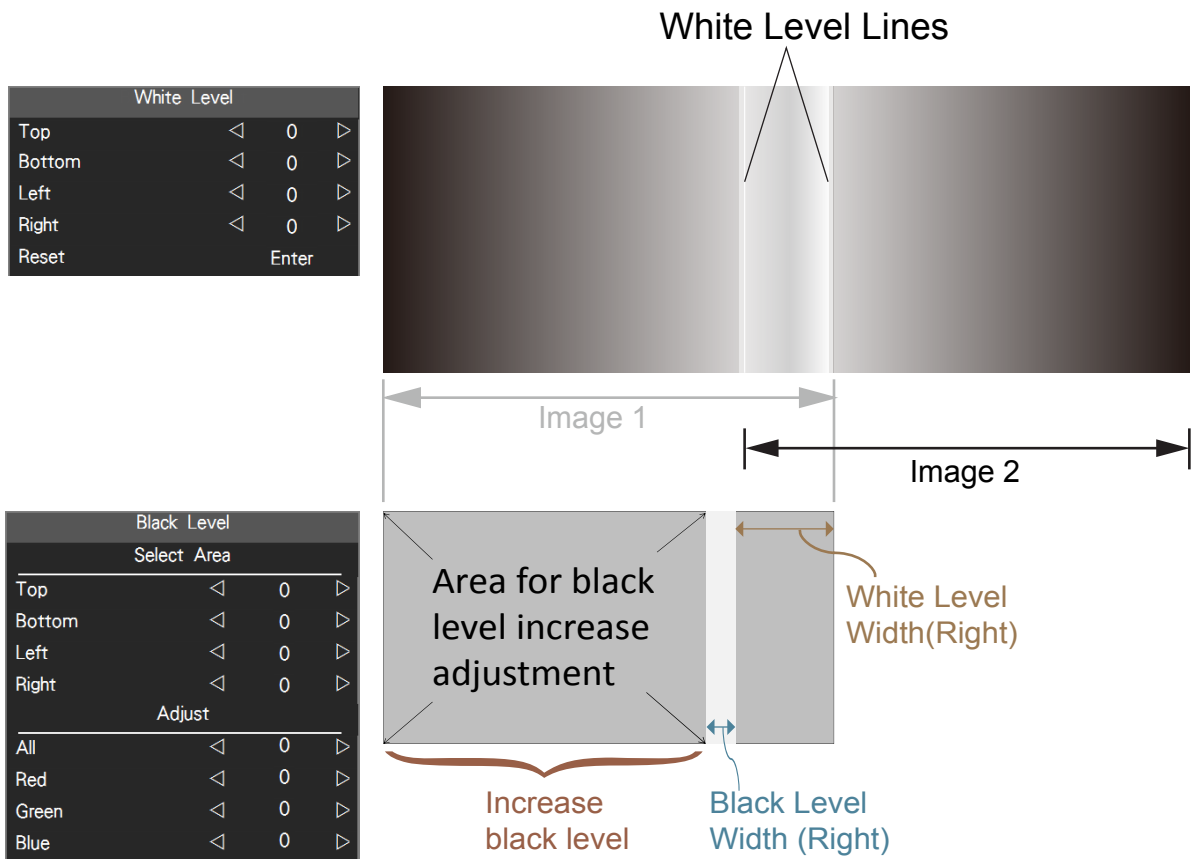 White Level Lines
White Level
Top ◁ 0 ▷
Bottom ◁ 0 ▷
Left ◁ 0 ▷
Right ◁ 0 ▷
Reset Enter
Image 1
Image 2
Black Level
Select Area
Top ◁ 0 ▷
Bottom ◁ 0 ▷
Left ◁ 0 ▷
Right ◁ 0 ▷
Adjust
All ◁ 0 ▷
Red ◁ 0 ▷
Green ◁ 0 ▷
Blue ◁ 0 ▷
Area for black
level increase
adjustment
White Level
Width(Right)
Increase
black level
Black Level
Width (Right)